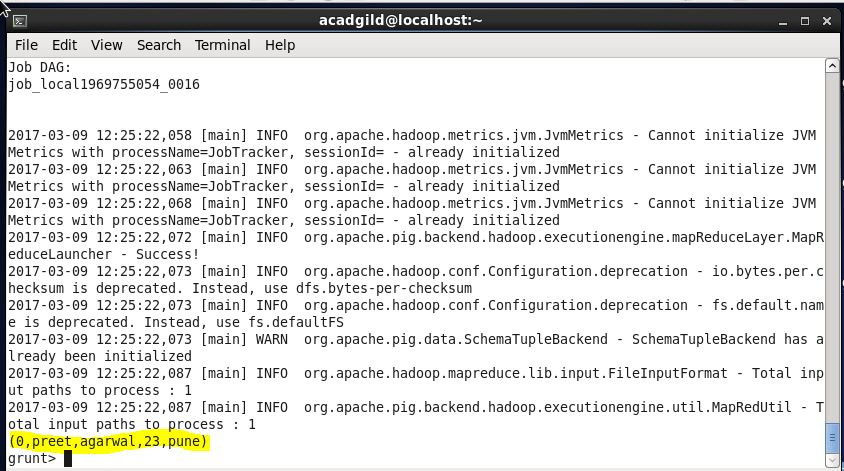 acadgild@localhost:~
File Edit View Search Terminal Help
Job DAG:
job_local1969755054_0016
2017-03-09 12:25:22,058 [main] INFO  org.apache.hadoop.metrics.jvm.JvmMetrics - Cannot initialize JVM
Metrics with processName=JobTracker, sessionId= - already initialized
2017-03-09 12:25:22,063 [main] INFO  org.apache.hadoop.metrics.jvm.JvmMetrics - Cannot initialize JVM
Metrics with processName=JobTracker, sessionId= - already initialized
2017-03-09 12:25:22,068 [main] INFO  org.apache.hadoop.metrics.jvm.JvmMetrics - Cannot initialize JVM
Metrics with processName=JobTracker, sessionId= - already initialized
2017-03-09 12:25:22,072 [main] INFO  org.apache.pig.backend.hadoop.executionengine.mapReduceLayer.MapR
educeLauncher - Success!
2017-03-09 12:25:22,073 [main] INFO  org.apache.hadoop.conf.Configuration.deprecation - io.bytes.per.c
hecksum is deprecated. Instead, use dfs.bytes-per-checksum
2017-03-09 12:25:22,073 [main] INFO  org.apache.hadoop.conf.Configuration.deprecation - fs.default.nam
e is deprecated. Instead, use fs.defaultFS
2017-03-09 12:25:22,073 [main] WARN  org.apache.pig.data.SchemaTupleBackend - SchemaTupleBackend has a
lready been initialized
2017-03-09 12:25:22,087 [main] INFO  org.apache.hadoop.mapreduce.lib.input.FileInputFormat - Total inp
ut paths to process : 1
2017-03-09 12:25:22,087 [main] INFO  org.apache.pig.backend.hadoop.executionengine.util.MapRedUtil - T
otal input paths to process : 1
(0,preet,agarwal,23,pune)
grunt>